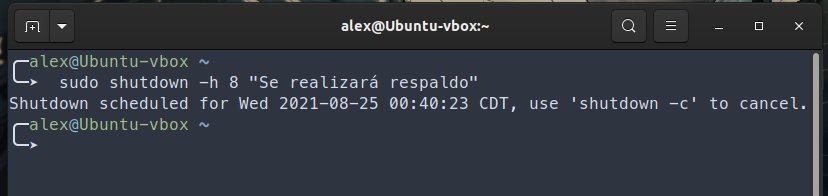 alex@Ubuntu-vbox:~
alex@Ubuntu-vbox ~
sudo shutdown -h 8 "Se realizará respaldo"
Shutdown scheduled for Wed 2021-08-25 00:40:23 CDT, use 'shutdown -c' to cancel.
alex@Ubuntu-vbox ~